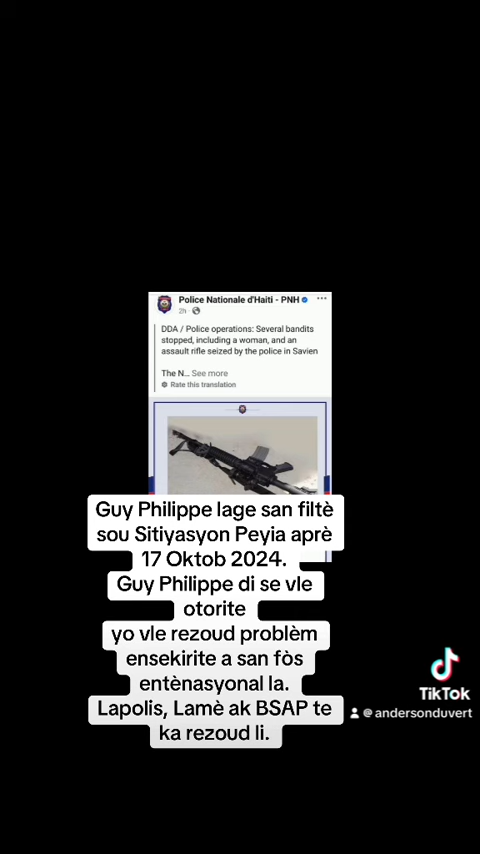 Police Nationale d'Haiti - PNH
2h
DDA / Police operations: Several bandits
stopped, including a woman, and an
assault rifle seized by the police in Savien
The N... See more
Rate this translation
Guy Philippe lage san filtè
sou Sitiyasyon Peyia aprè
17 Oktob 2024.
Guy Philippe di se vle
otorite
yo vle rezoud problèm
ensekirite a san fòs
entènasyonal la.
Lapolis, Lamè ak BSAP te
ka rezoud li.
TikTok
@andersonduvert